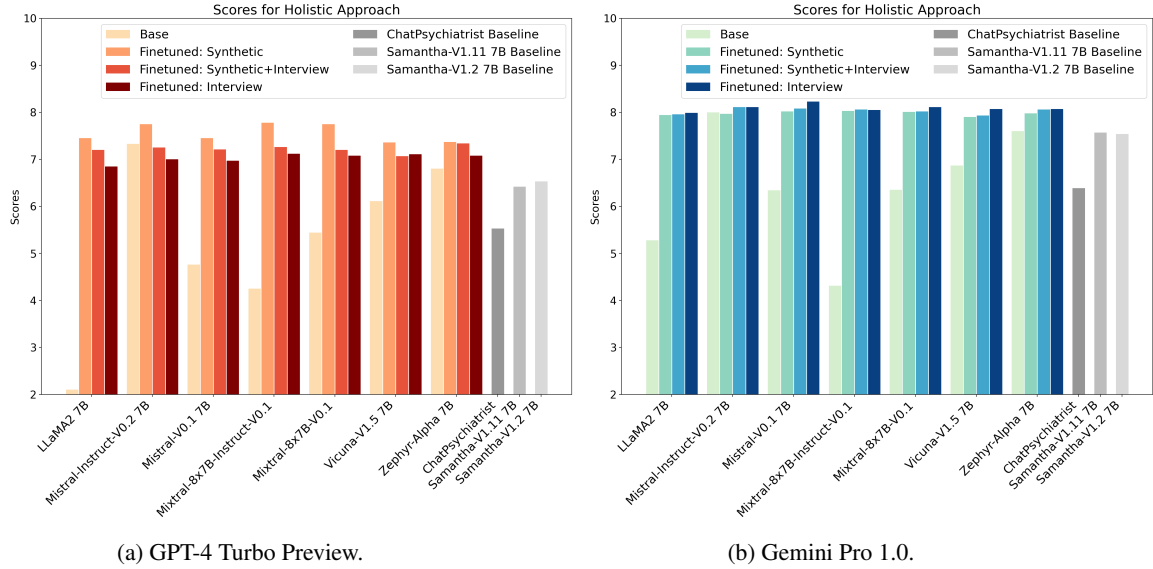 Scores for Holistic Approach
10
9
8
7
6
5
4
3
2
Scores
Base
Finetuned: Synthetic
Finetuned: Synthetic+Interview
Finetuned: Interview
ChatPsychiatrist Baseline
Samantha-V1.11 7B Baseline
Samantha-V1.2 7B Baseline
LLaMA2 7B
Mistral-Instruct-V0.2 7B
Mistral-V0.1 7B
Mixtral-8x7B-Instruct-V0.1
Mixtral-8x7B-V0.1
Vicuna-V1.5 7B
Zephyr-Alpha 7B
ChatPsychiatrist
Samantha-V1.11 7B
Samantha-V1.2 7B
(a) GPT-4 Turbo Preview.
Scores for Holistic Approach
10
9
8
7
6
5
4
3
2
Scores
Base
Finetuned: Synthetic
Finetuned: Synthetic+Interview
Finetuned: Interview
ChatPsychiatrist Baseline
Samantha-V1.11 7B Baseline
Samantha-V1.2 7B Baseline
LLaMA2 7B
Mistral-Instruct-V0.2 7B
Mistral-V0.1 7B
Mixtral-8x7B-Instruct-V0.1
Mixtral-8x7B-V0.1
Vicuna-V1.5 7B
Zephyr-Alpha 7B
ChatPsychiatrist
Samantha-V1.11 7B
Samantha-V1.2 7B
(b) Gemini Pro 1.0.